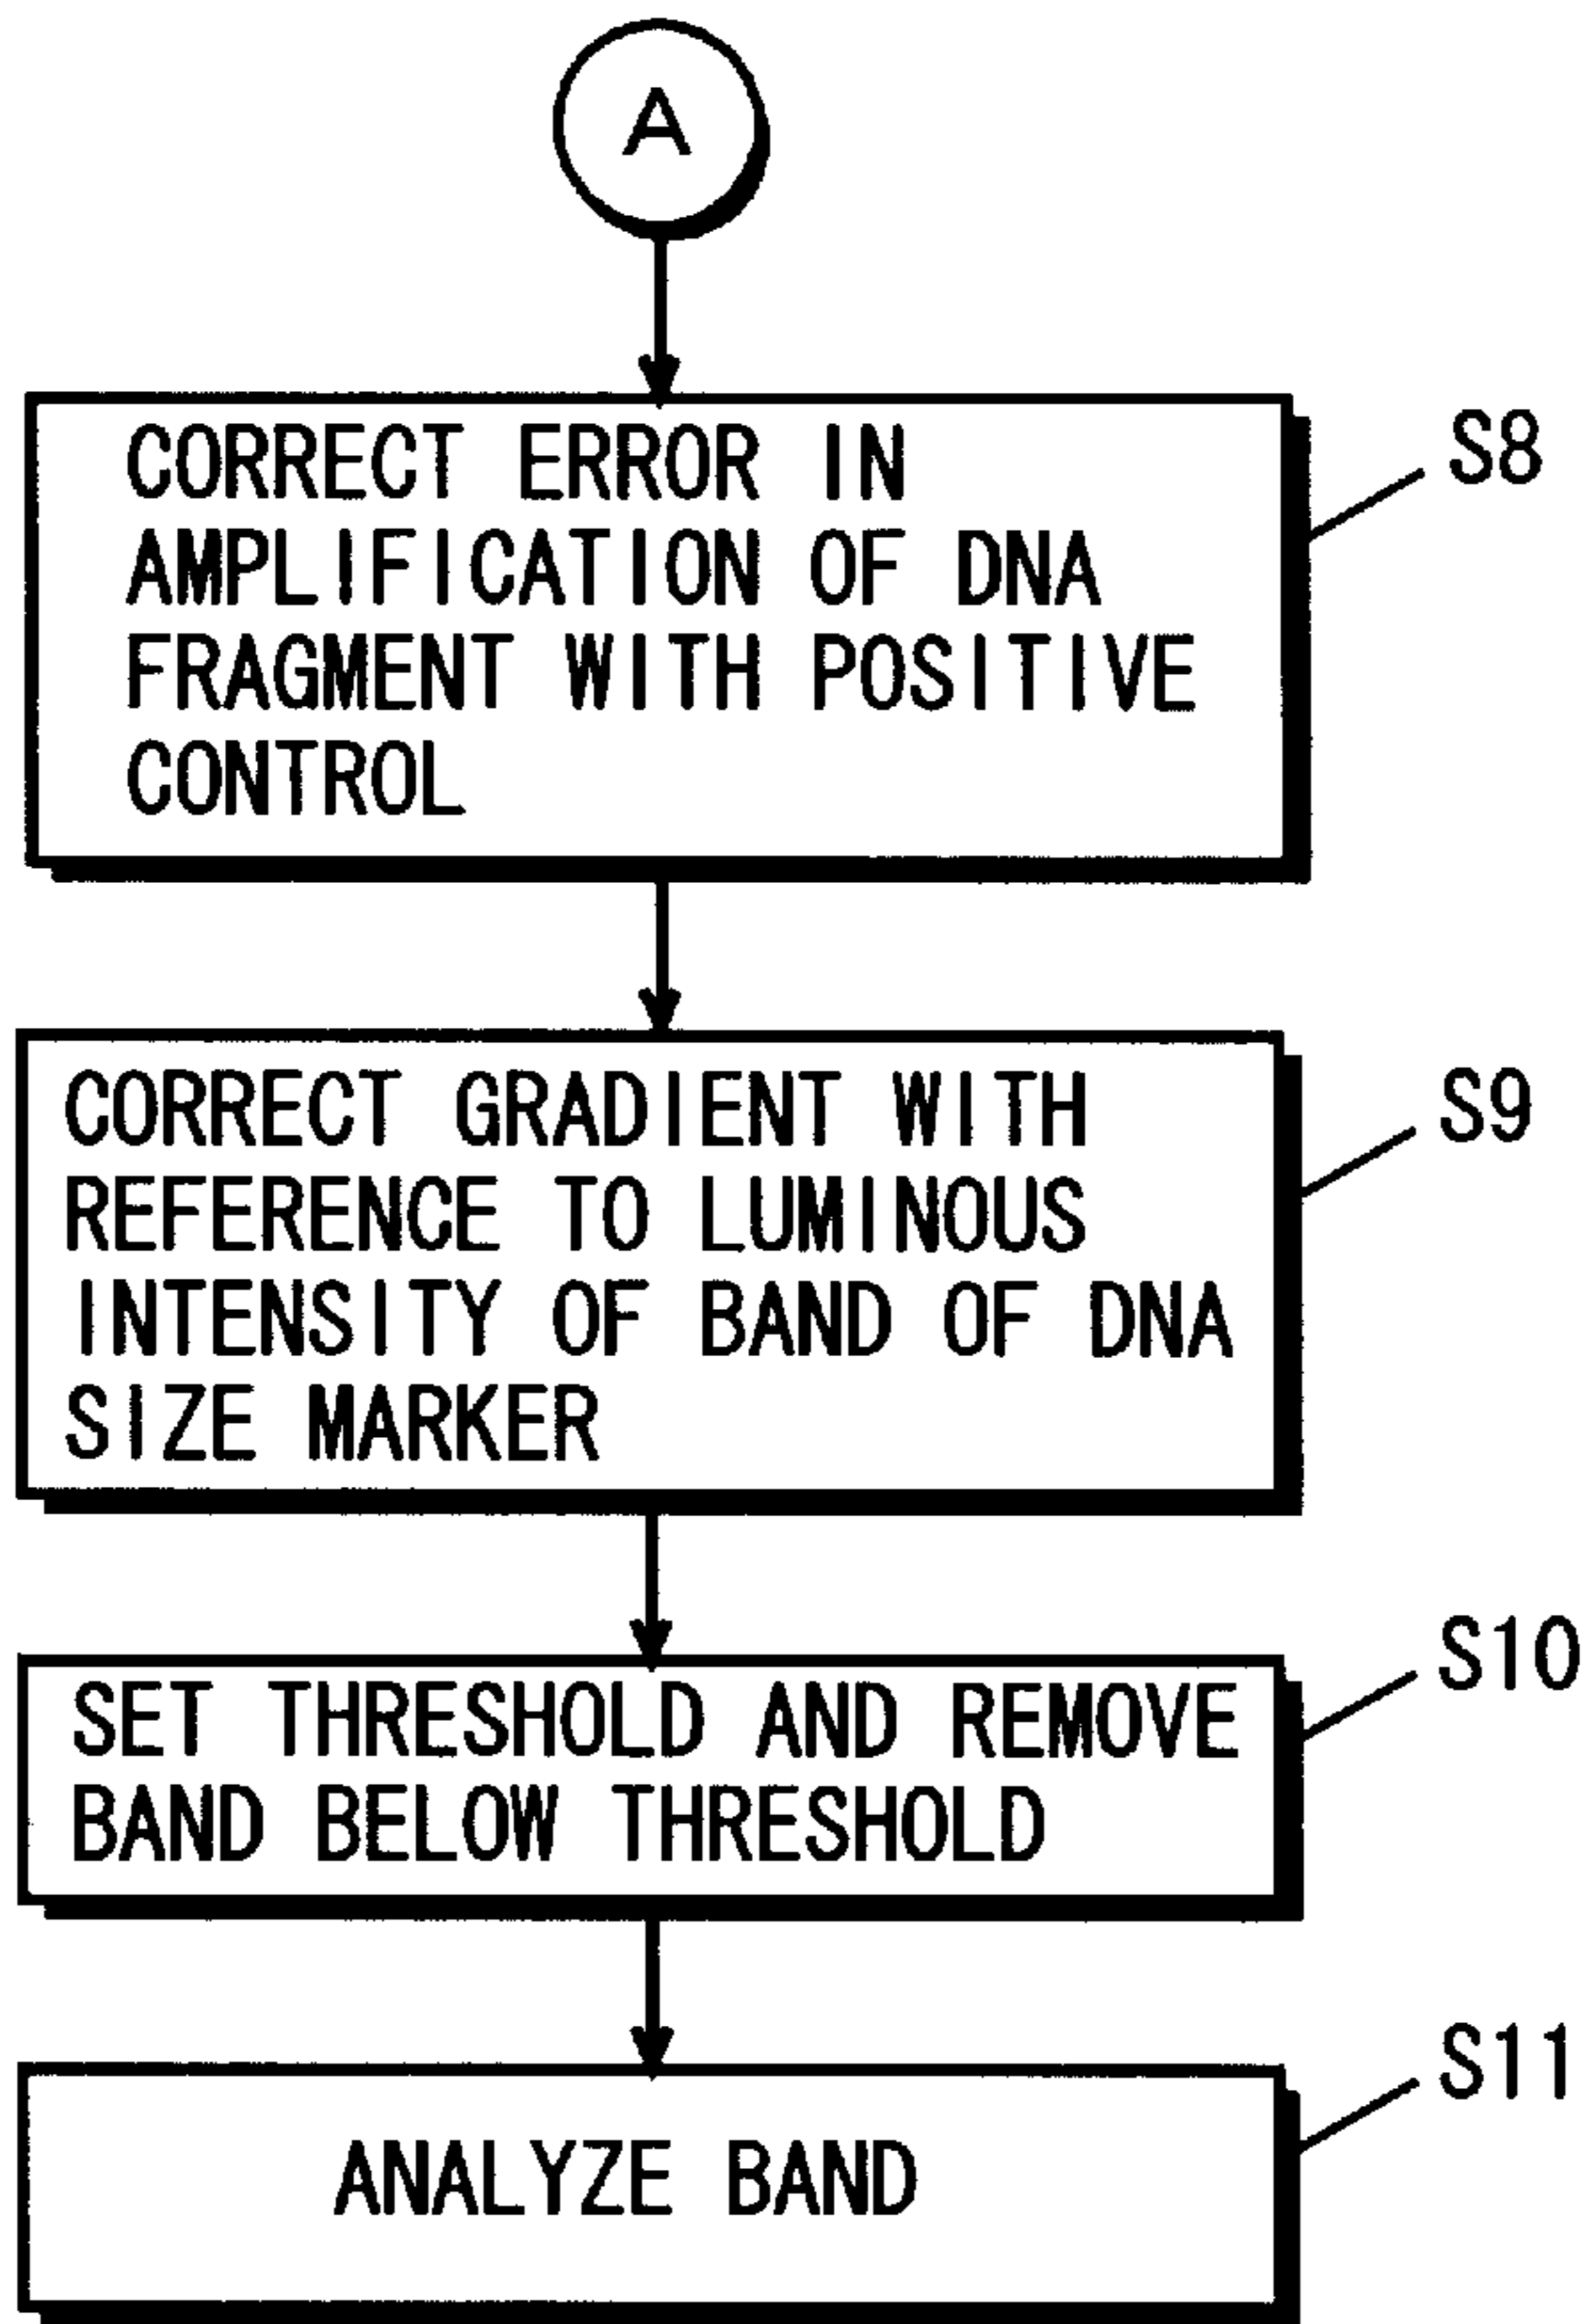 A
CORRECT ERROR IN
AMPLIFICATION OF DNA
FRAGMENT WITH POSITIVE
CONTROL
S8
CORRECT GRADIENT WITH
REFERENCE TO LUMINOUS
INTENSITY OF BAND OF DNA
SIZE MARKER
S9
SET THRESHOLD AND REMOVE
BAND BELOW THRESHOLD
S10
ANALYZE BAND
S11